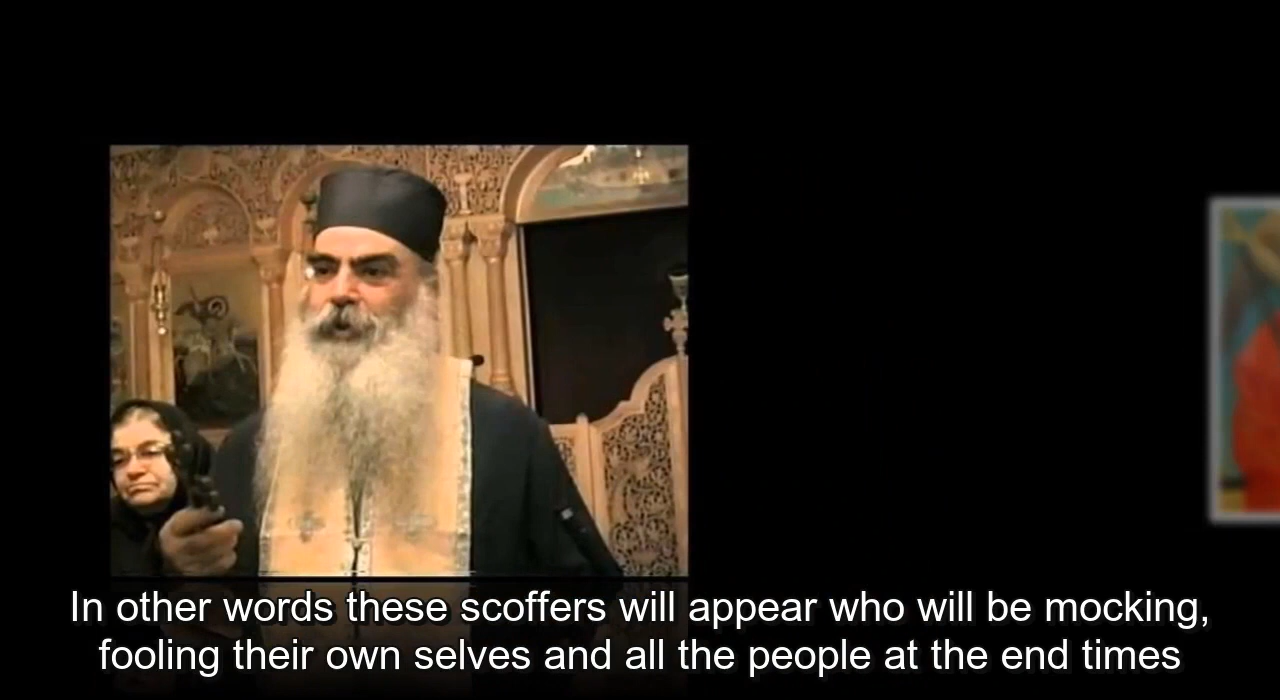 In other words these scoffers will appear who will be mocking,
fooling their own selves and all the people at the end times